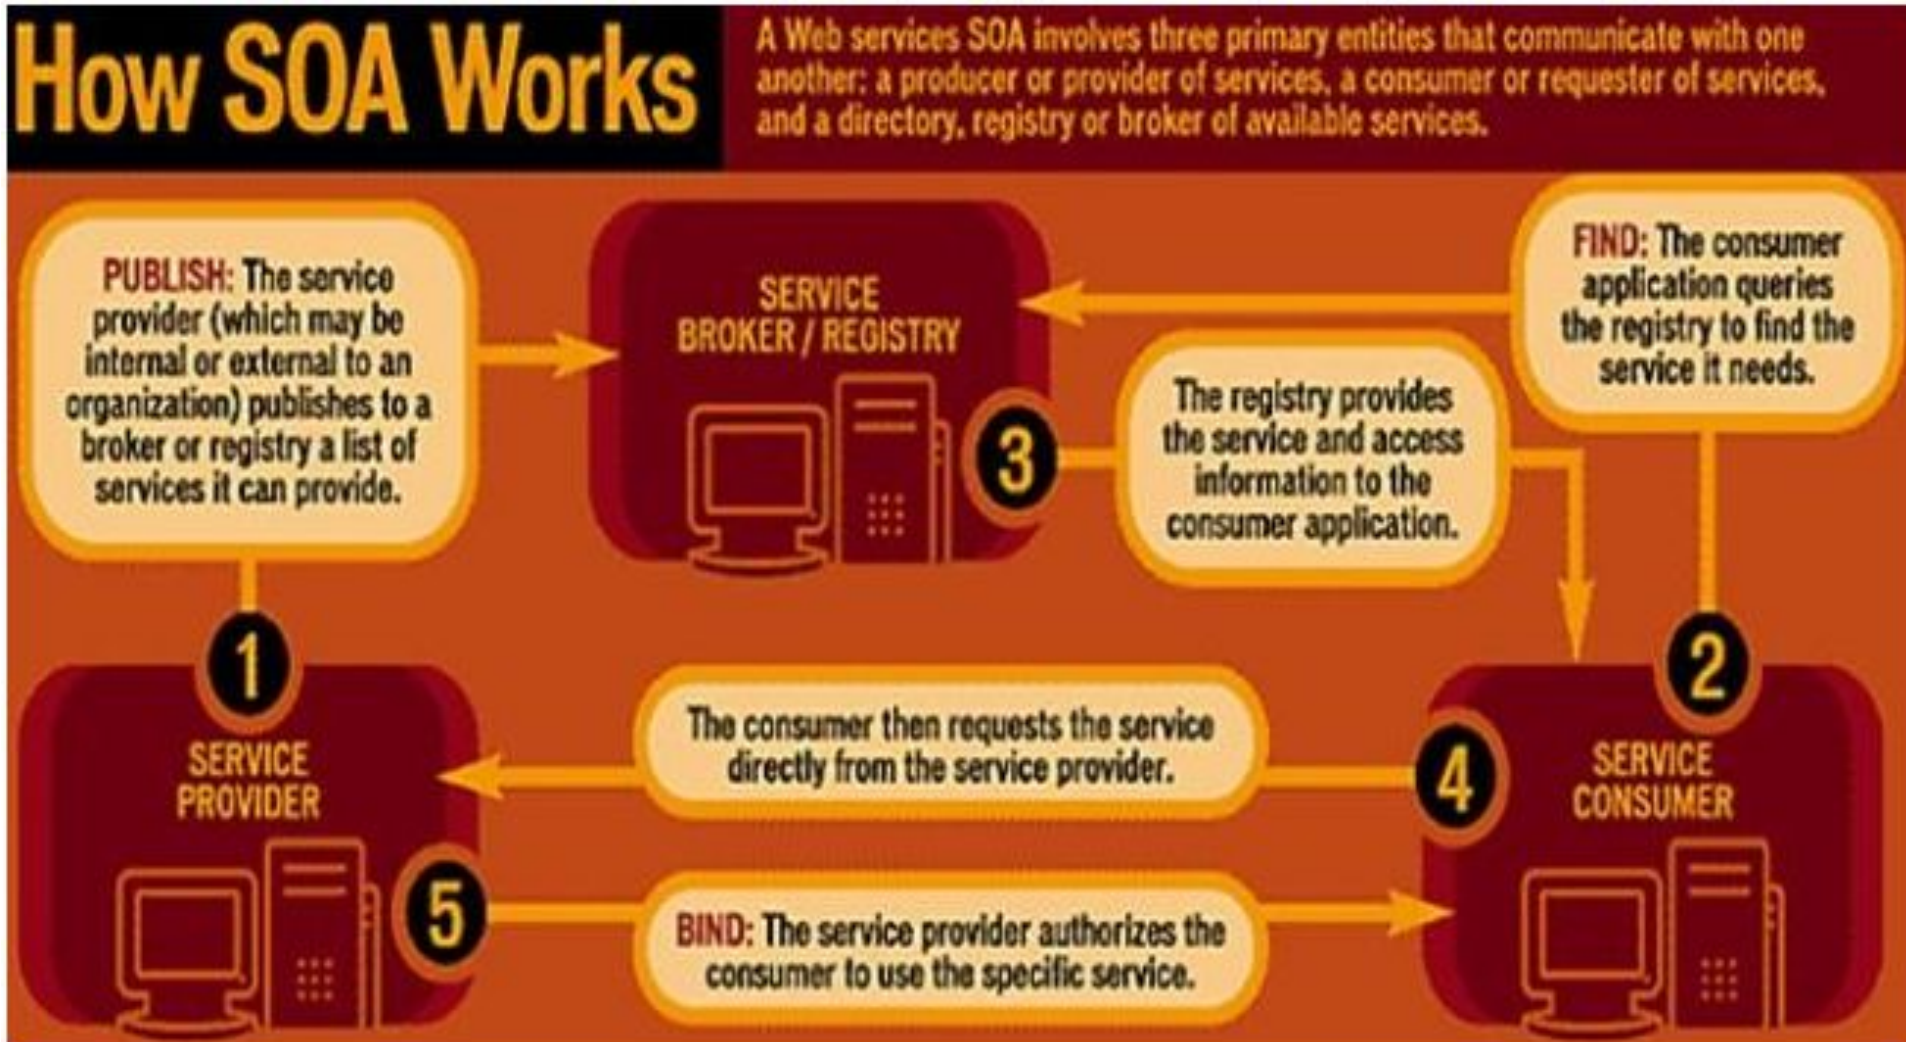 How SOA Works
A Web services SOA involves three primary entities that communicate with one
another: a producer or provider of services, a consumer or requester of services,
and a directory, registry or broker of available services.
PUBLISH: The service
provider (which may be
internal or external to an
organization) publishes to a
broker or registry a list of
services it can provide.
SERVICE
BROKER / REGISTRY
FIND: The consumer
application queries
the registry to find the
service it needs.
3
The registry provides
the service and access
information to the
consumer application.
1
2
SERVICE
PROVIDER
The consumer then requests the service
directly from the service provider.
4
SERVICE
CONSUMER
5
BIND: The service provider authorizes the
consumer to use the specific service.